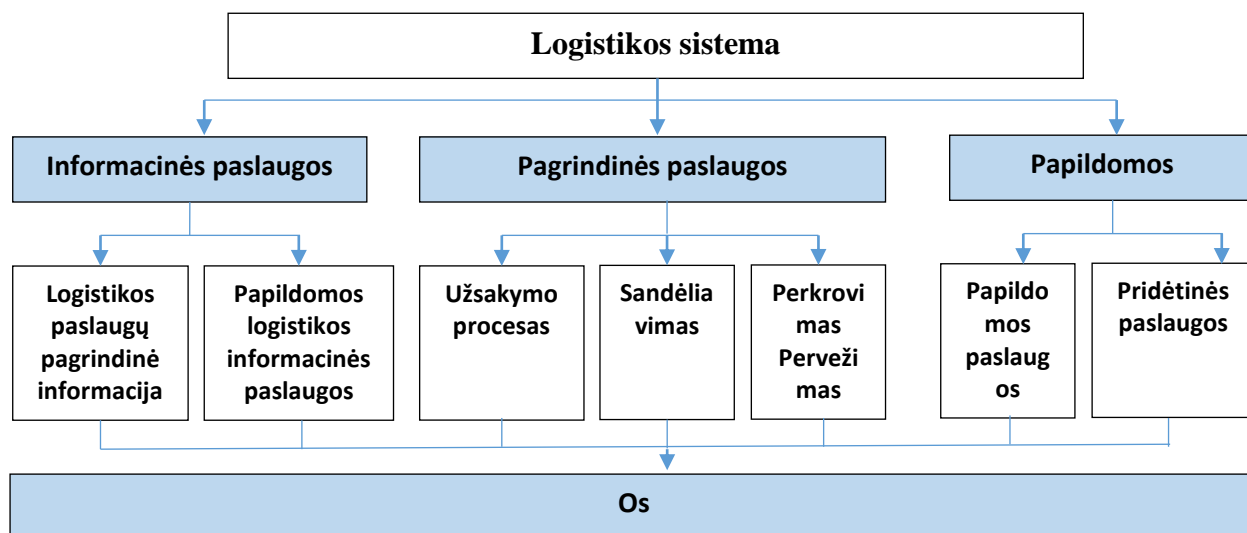 Logistikos sistema
Informacinės paslaugos
Pagrindinės paslaugos
Papildomos
Logistikos
paslaugų
pagrindinė
informacija
Papildomos
logistikos
informacinės
paslaugos
Užsakymo
procesas
Sandėlia
vimas
Perkrovi
mas
Perveži
mas
Papildo
mos
paslaug
os
Pridėtinės
paslaugos
Os